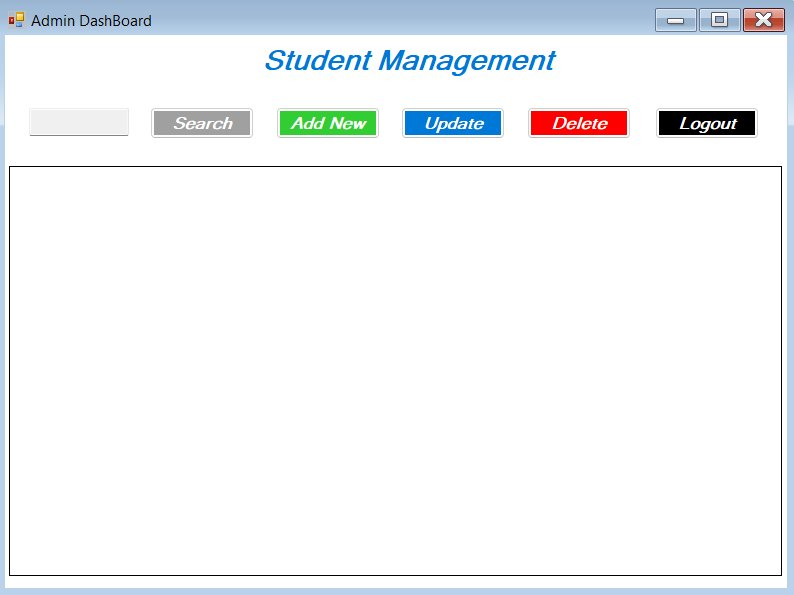 Admin DashBoard
Student Management
Search Add New Update Delete Logout